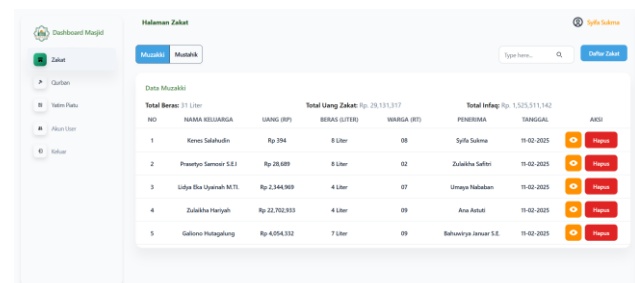 Dashboard Masjid
Halaman Zakat
Syifa Sukma
Zakat
Qurban
Yatim Piatu
Akun User
Keluar
Muzakki Mustahik
Type here...
Daftar Zakat
Data Muzakki
Total Beras: 31 Liter Total Uang Zakat: Rp. 29,131,317 Total Infaq: Rp. 1,525,511,142
NO NAMA KELUARGA UANG (RP) BERAS (LITER) WARGA (RT) PENERIMA TANGGAL AKSI
1 Kenes Salahudin Rp 394 8 Liter 08 Syifa Sukma 11-02-2025 Hapus
2 Prasetyo Samosir S.E.I Rp 28,689 8 Liter 02 Zulaikha Safitri 11-02-2025 Hapus
3 Lidya Eka Uyainah M.TI. Rp 2,344,969 4 Liter 07 Umaya Nababan 11-02-2025 Hapus
4 Zulaikha Hariyah Rp 22,702,933 4 Liter 09 Ana Astuti 11-02-2025 Hapus
5 Galiono Hutagalung Rp 4,054,332 7 Liter 09 Bahuwirya Januar S.E. 11-02-2025 Hapus